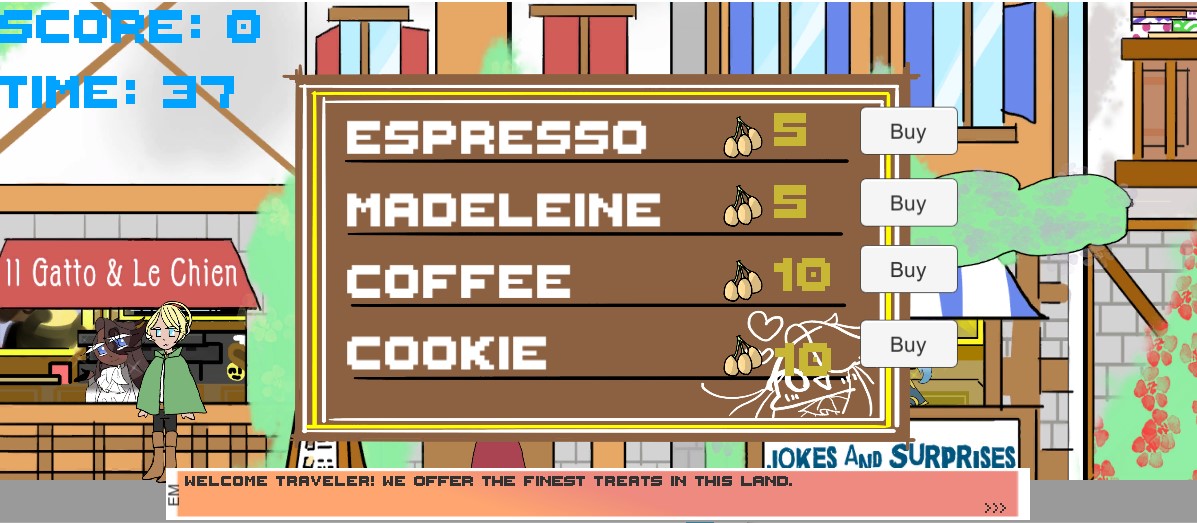 SCORE: 0
TIME: 37
ESPRESSO 5 Buy
MADELEINE 5 Buy
COFFEE 10 Buy
COOKIE 10 Buy
Il Gatto & Le Chien
JOKES AND SURPRISES
EM
WELCOME TRAVELER! WE OFFER THE FINEST TREATS IN THIS LAND.
>>>